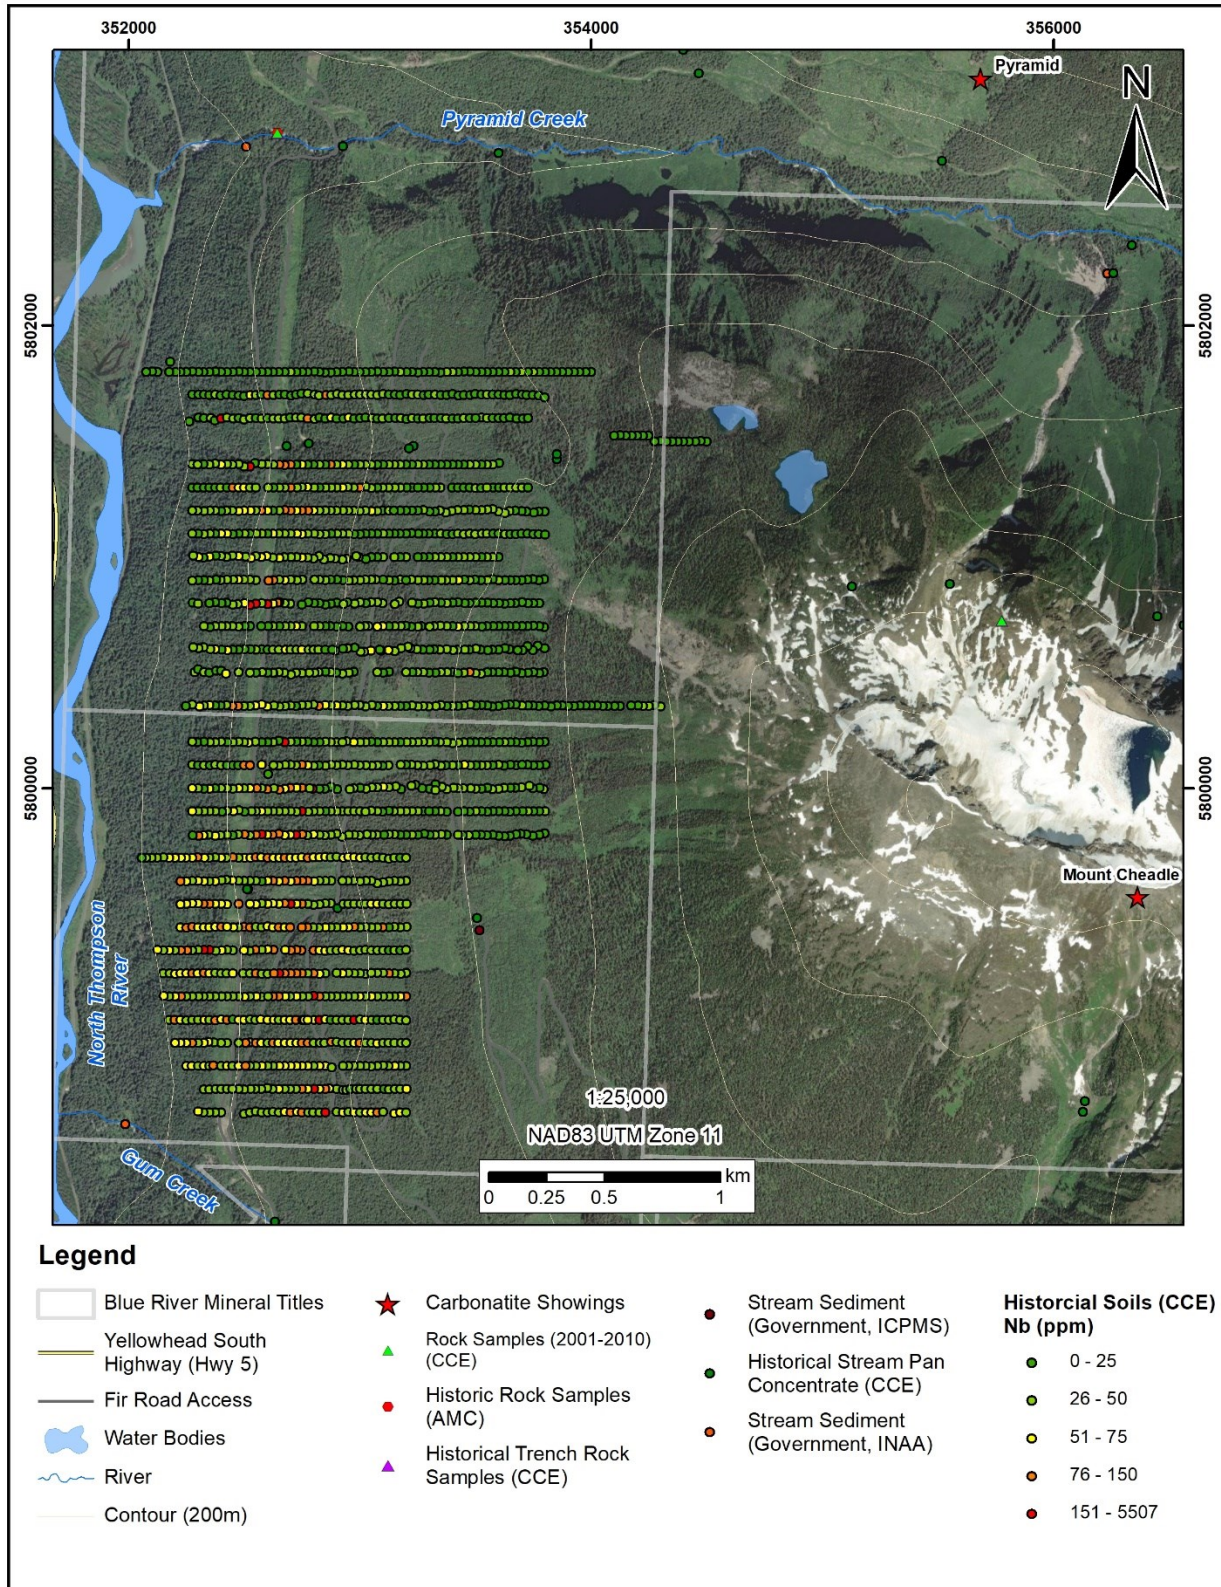 352000
354000
356000
Pyramid
N
Pyramid Creek
5802000
5802000
5800000
5800000
Mount Cheadle
North Thompson
River
Gum Creek
1:25,000
NAD83 UTM Zone 11
km
0
0.25
0.5
1
Legend
Blue River Mineral Titles
Yellowhead South
Highway (Hwy 5)
Fir Road Access
Water Bodies
River
Contour (200m)
Carbonatite Showings
Rock Samples (2001-2010)
(CCE)
Historic Rock Samples
(AMC)
Historical Trench Rock
Samples (CCE)
Stream Sediment
(Government, ICPMS)
Historical Stream Pan
Concentrate (CCE)
Stream Sediment
(Government, INAA)
Historcial Soils (CCE)
Nb (ppm)
0 - 25
26 - 50
51 - 75
76 - 150
151 - 5507